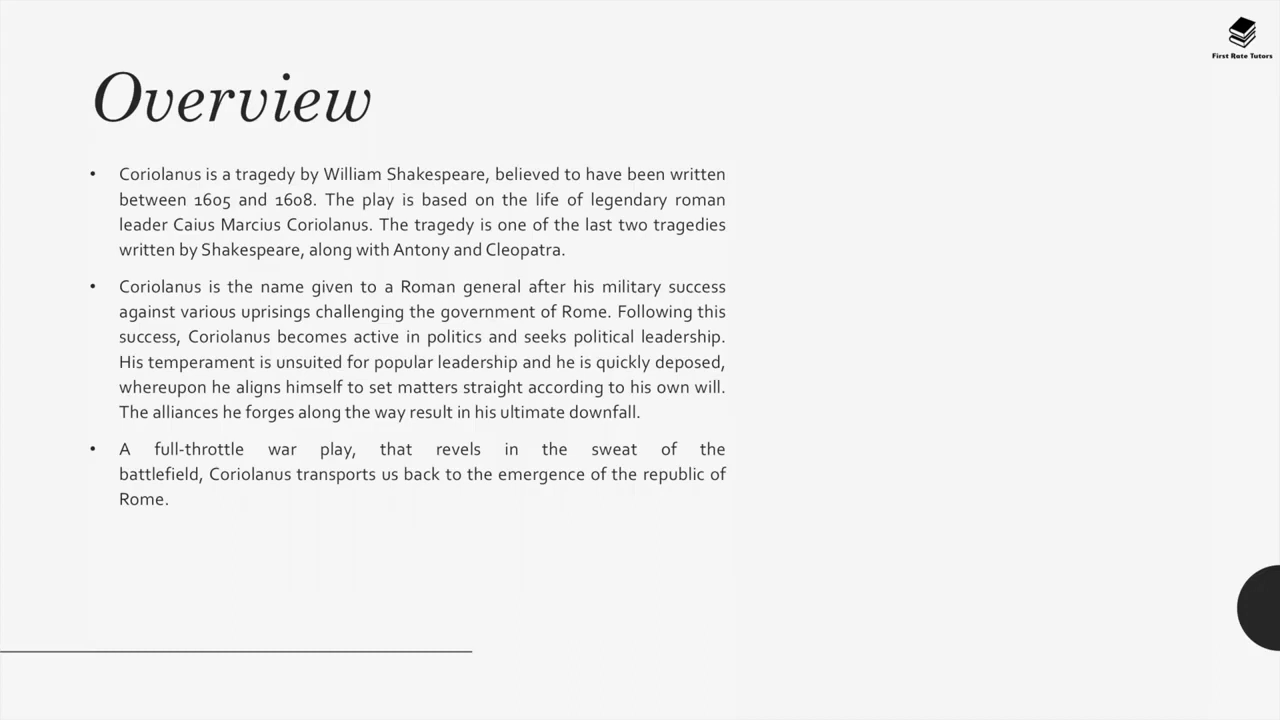 First Rate Tutors
Overview
• Coriolanus is a tragedy by William Shakespeare, believed to have been written
between 1605 and 1608. The play is based on the life of legendary roman
leader Caius Marcius Coriolanus. The tragedy is one of the last two tragedies
written by Shakespeare, along with Antony and Cleopatra.
• Coriolanus is the name given to a Roman general after his military success
against various uprisings challenging the government of Rome. Following this
success, Coriolanus becomes active in politics and seeks political leadership.
His temperament is unsuited for popular leadership and he is quickly deposed,
whereupon he aligns himself to set matters straight according to his own will.
The alliances he forges along the way result in his ultimate downfall.
• A full-throttle war play, that revels in the sweat of the
battlefield, Coriolanus transports us back to the emergence of the republic of
Rome.